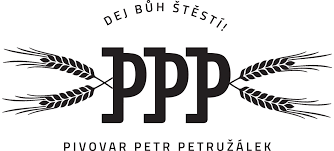 DEJ BŮH ŠTĚSTÍ!
PPP
PIVOVAR PETR PETRUŽÁLEK